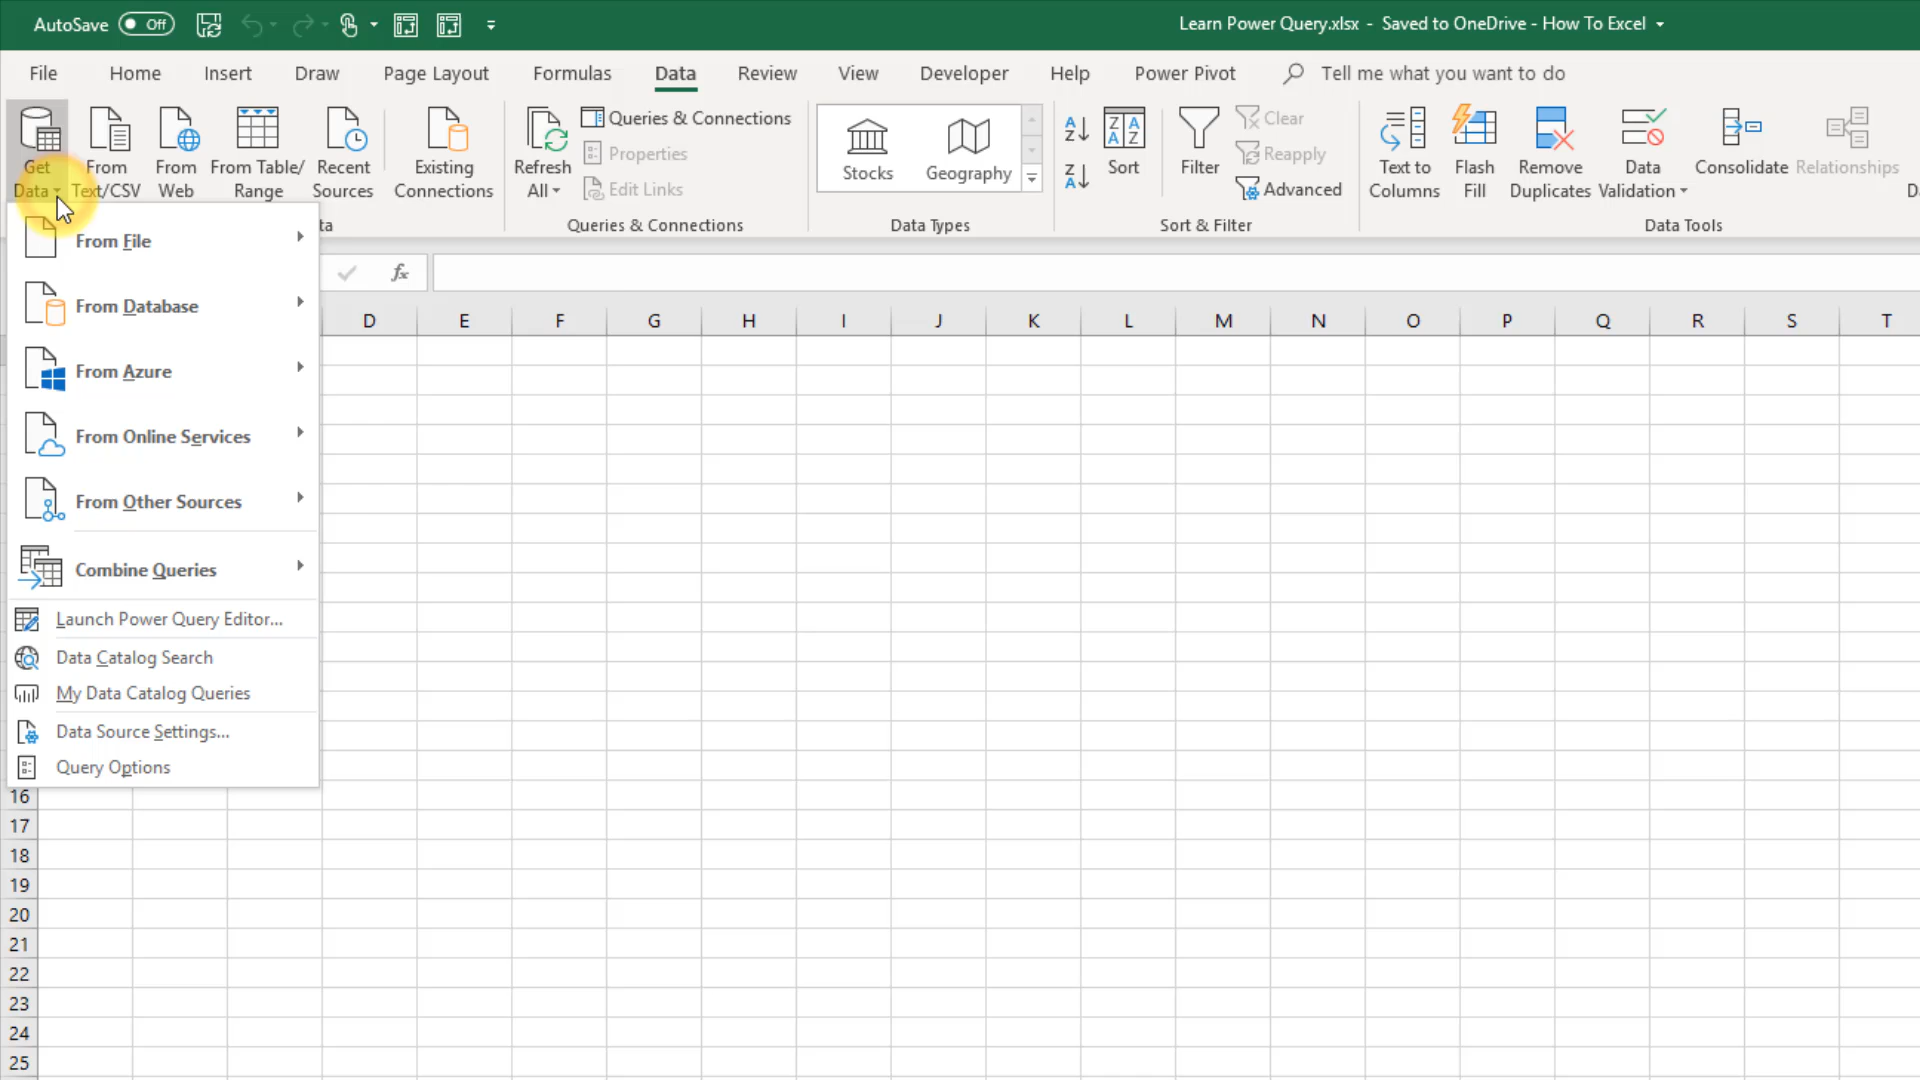 AutoSave Off
Learn Power Query.xlsx - Saved to OneDrive - How To Excel
File Home Insert Draw Page Layout Formulas Data Review View Developer Help Power Pivot Tell me what you want to do
Get Data
From Text/CSV
From Web
From Table/ Range
Recent Sources
Existing Connections
Refresh All
Queries & Connections
Properties
Edit Links
Queries & Connections
Stocks
Geography
Data Types
Sort
Filter
Clear
Reapply
Advanced
Sort & Filter
Text to Columns
Flash Fill
Remove Duplicates
Data Validation
Consolidate
Relationships
Data Tools
From File
From Database
From Azure
From Online Services
From Other Sources
Combine Queries
Launch Power Query Editor...
Data Catalog Search
My Data Catalog Queries
Data Source Settings...
Query Options
fx
D E F G H I J K L M N O P Q R S T
16
17
18
19
20
21
22
23
24
25